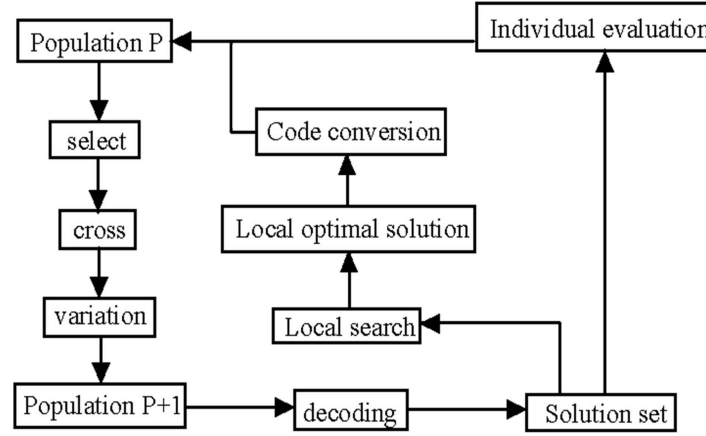 Individual evaluation
Population P
Code conversion
select
Local optimal solution
cross
variation
Local search
Population P+1
decoding
Solution set